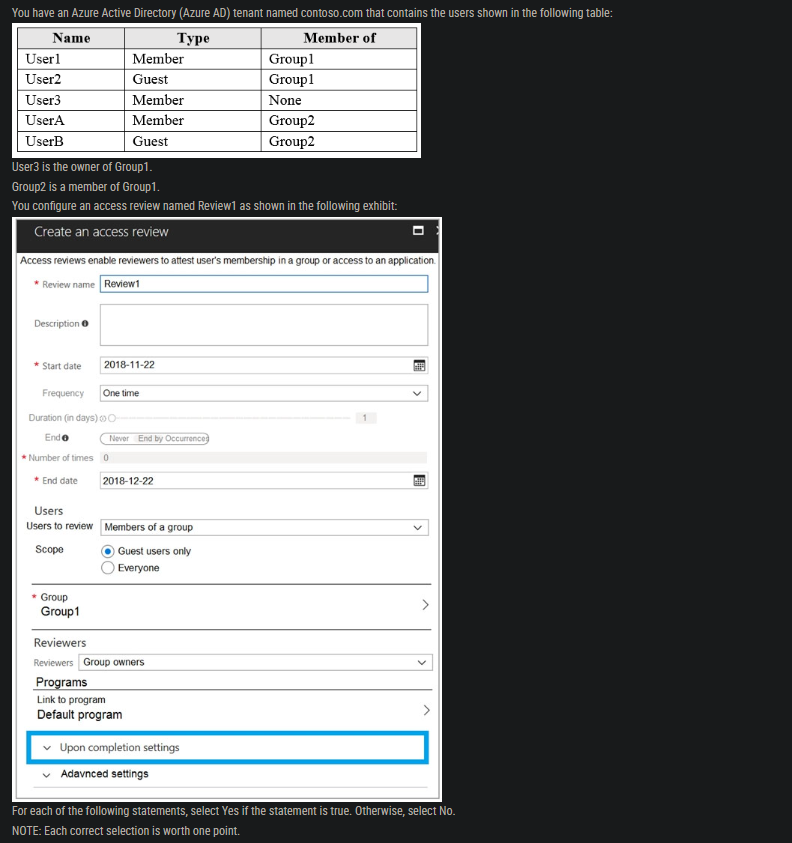 You have an Azure Active Directory (Azure AD) tenant named contoso.com that contains the users shown in the following table:
Name Type Member of
User1 Member Group1
User2 Guest Group1
User3 Member None
UserA Member Group2
UserB Guest Group2
User3 is the owner of Group1.
Group2 is a member of Group1.
You configure an access review named Review1 as shown in the following exhibit:
Create an access review
Access reviews enable reviewers to attest user's membership in a group or access to an application.
* Review name Review1
Description
* Start date 2018-11-22
Frequency One time
Duration (in days) 1
End Never End by Occurrences
* Number of times 0
* End date 2018-12-22
Users
Users to review Members of a group
Scope Guest users only
Everyone
* Group
Group1
Reviewers
Reviewers Group owners
Programs
Link to program
Default program
Upon completion settings
Adavnced settings
For each of the following statements, select Yes if the statement is true. Otherwise, select No.
NOTE: Each correct selection is worth one point.